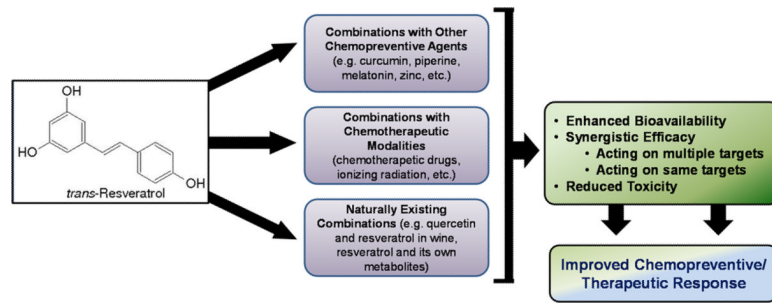 OH
HO
OH
trans-Resveratrol
Combinations with Other
Chemopreventive Agents
(e.g. curcumin, piperine,
melatonin, zinc, etc.)
Combinations with
Chemotherapeutic
Modalities
(chemotherapetic drugs,
ionizing radiation, etc.)
Naturally Existing
Combinations (e.g. quercetin
and resveratrol in wine,
resveratrol and its own
metabolites)
• Enhanced Bioavailability
• Synergistic Efficacy
• Acting on multiple targets
• Acting on same targets
• Reduced Toxicity
Improved Chemopreventive/
Therapeutic Response